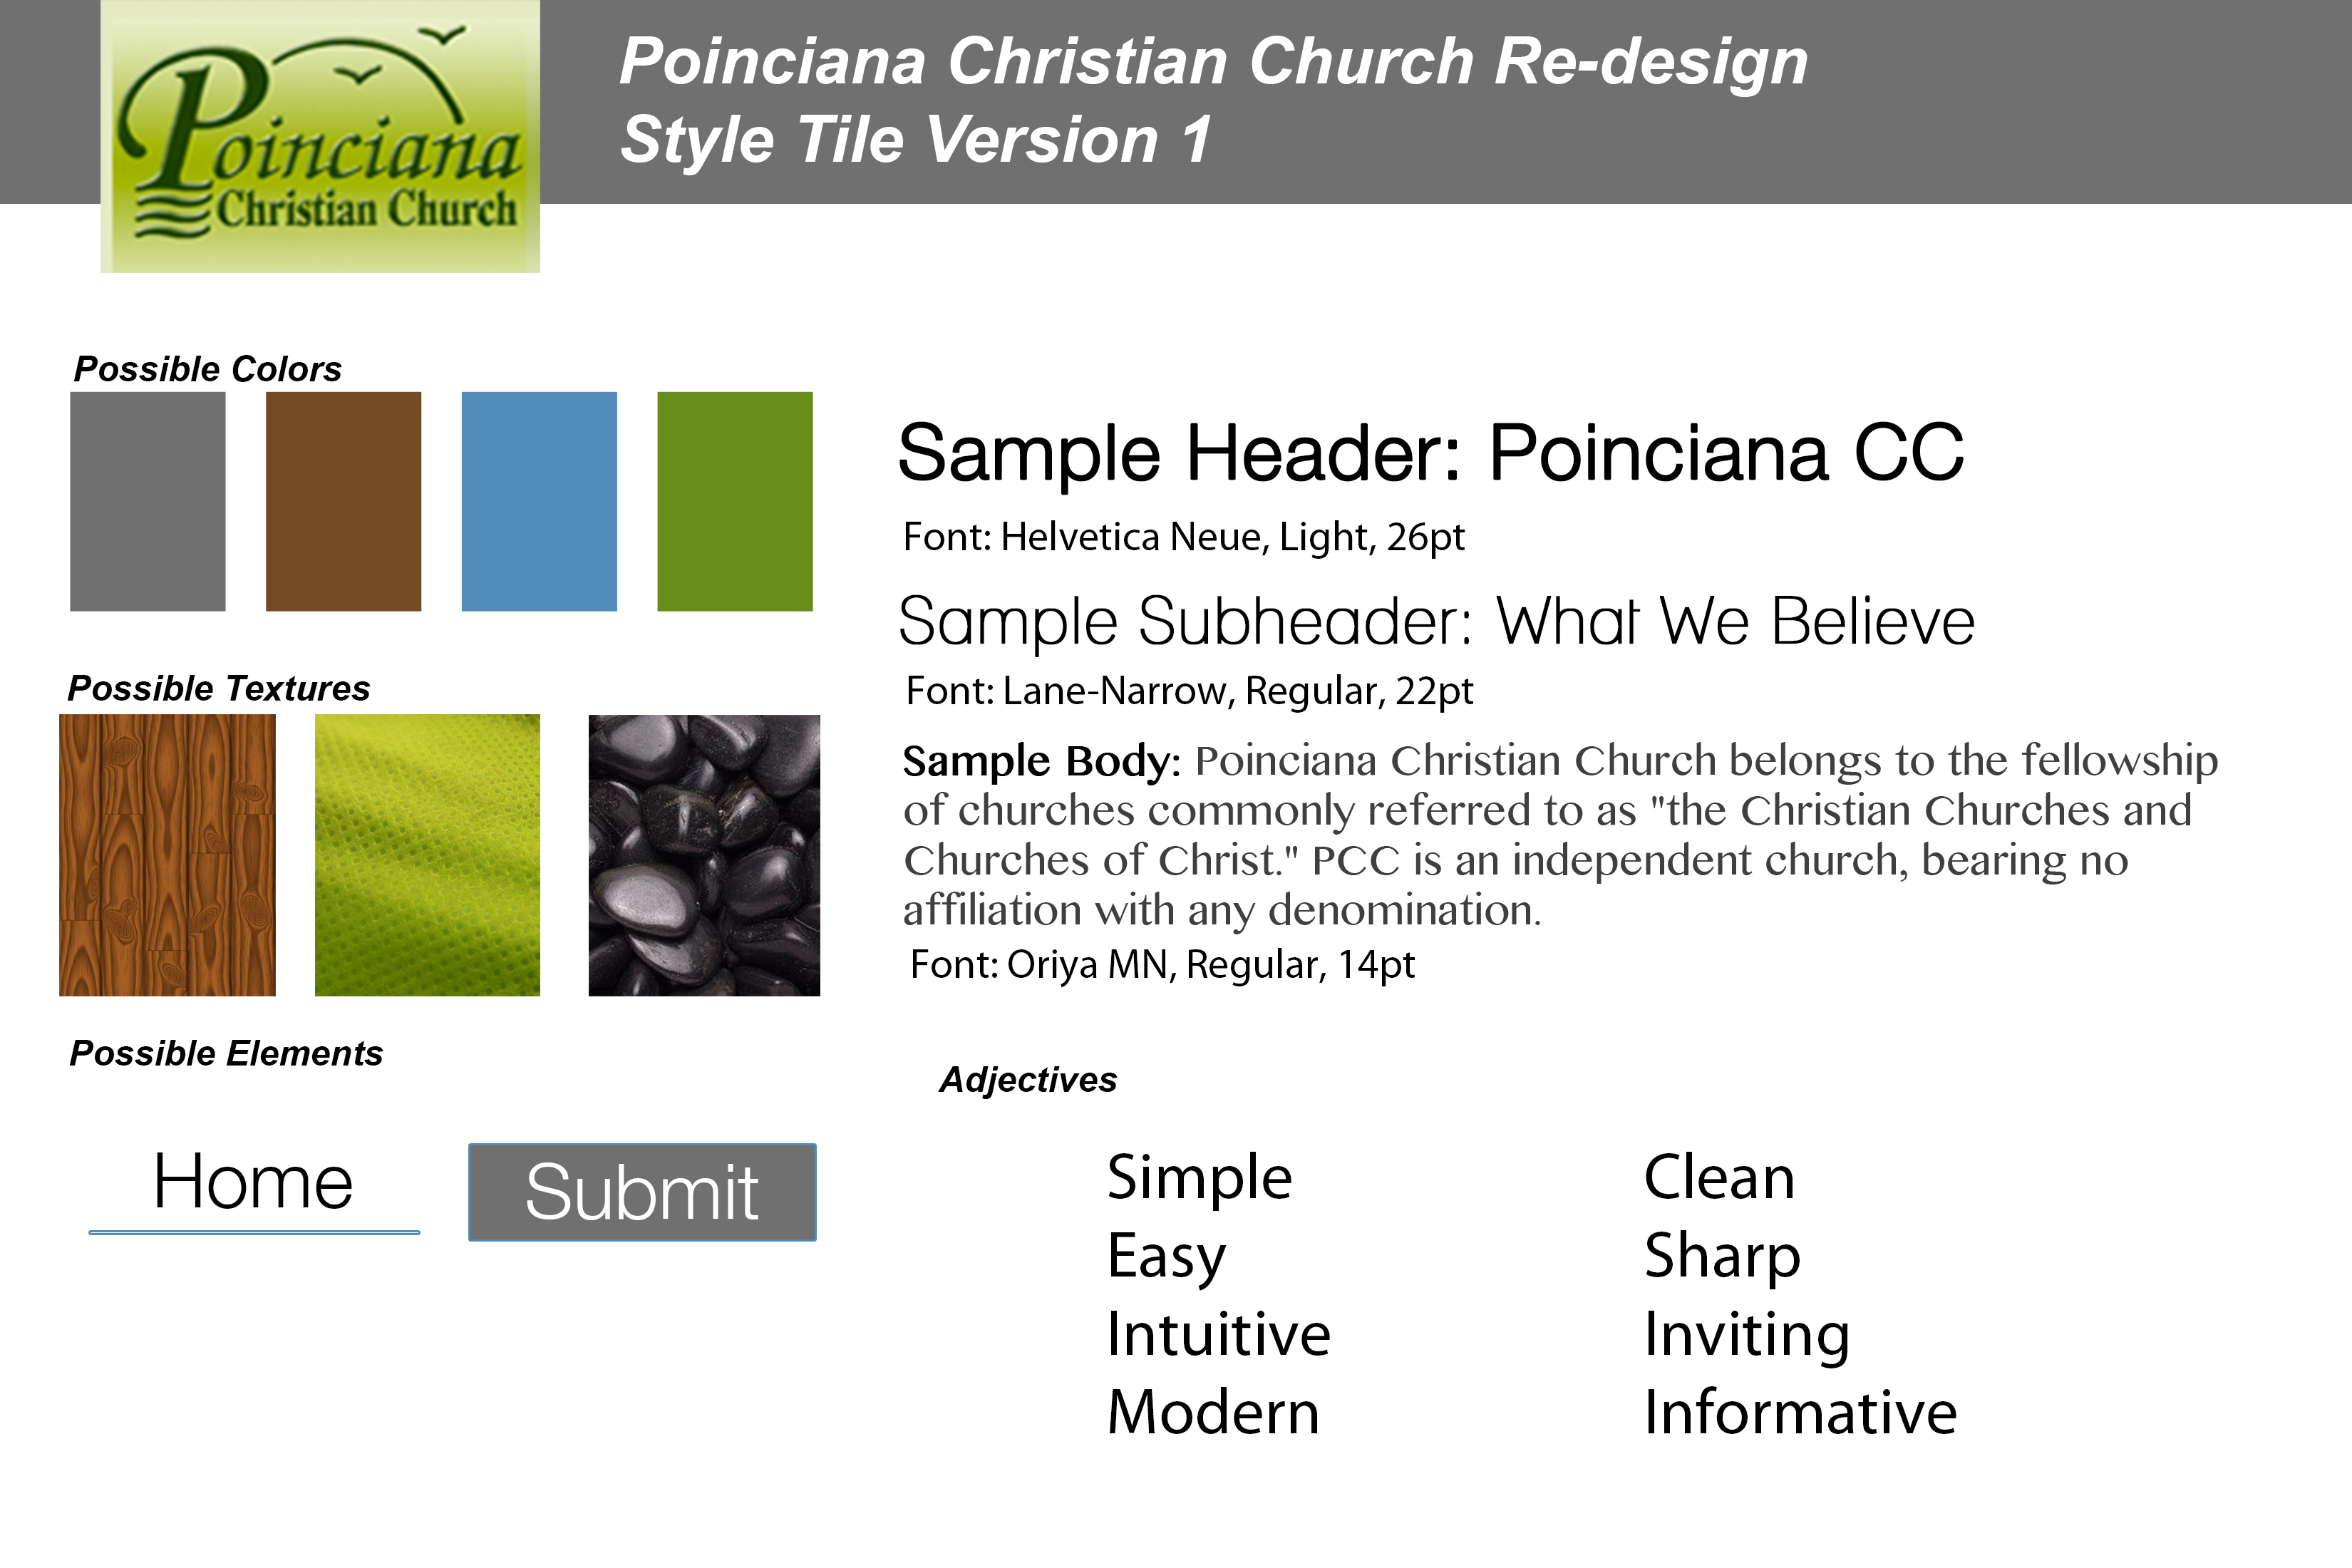 Poinciana
Christian Church
Poinciana Christian Church Re-design
Style Tile Version 1
Possible Colors
Sample Header: Poinciana CC
Font: Helvetica Neue, Light, 26pt
Sample Subheader: What We Believe
Font: Lane-Narrow, Regular, 22pt
Possible Textures
Sample Body: Poinciana Christian Church belongs to the fellowship
of churches commonly referred to as "the Christian Churches and
Churches of Christ." PCC is an independent church, bearing no
affiliation with any denomination.
Font: Oriya MN, Regular, 14pt
Possible Elements
Home
Submit
Adjectives
Simple
Easy
Intuitive
Modern
Clean
Sharp
Inviting
Informative